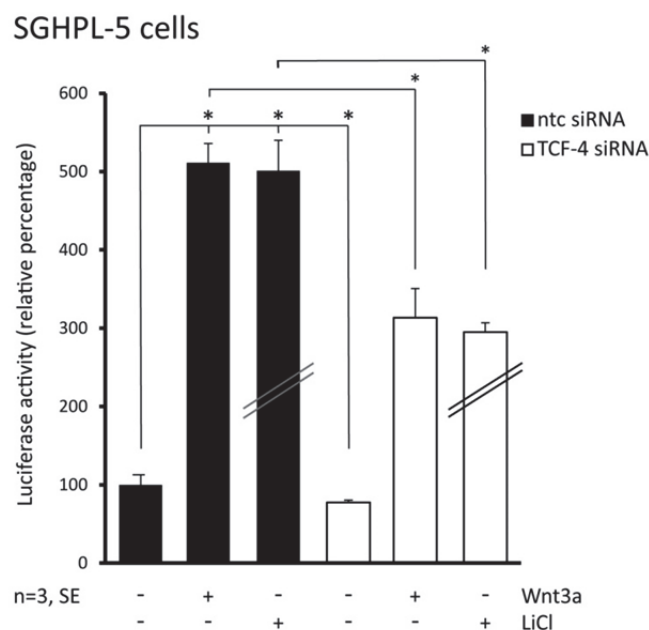 SGHPL-5 cells
* *
* * *
600
500
400
300
200
100
0
Luciferase activity (relative percentage)
ntc siRNA
TCF-4 siRNA
n=3, SE - + - - + - Wnt3a
- - + - - + LiCl